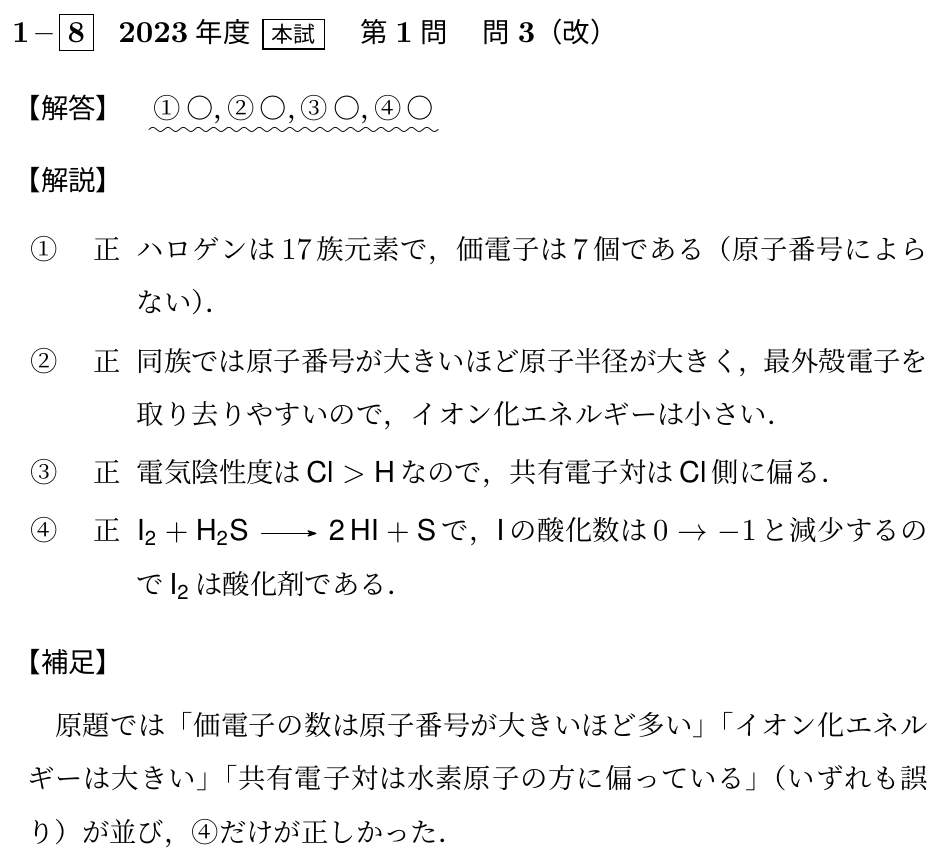 1－8 2023年度 本試 第1問 問3（改）
【解答】 ①○，②○，③○，④○
【解説】
① 正 ハロゲンは17族元素で，価電子は7個である（原子番号によら
ない）．
② 正 同族では原子番号が大きいほど原子半径が大きく，最外殻電子を
取り去りやすいので，イオン化エネルギーは小さい．
③ 正 電気陰性度はCl > Hなので，共有電子対はCl側に偏る．
④ 正 I₂ + H₂S ⟶ 2HI + Sで，Iの酸化数は0 → −1と減少するの
でI₂は酸化剤である．
【補足】
原題では「価電子の数は原子番号が大きいほど多い」「イオン化エネル
ギーは大きい」「共有電子対は水素原子の方に偏っている」（いずれも誤
り）が並び，④だけが正しかった．